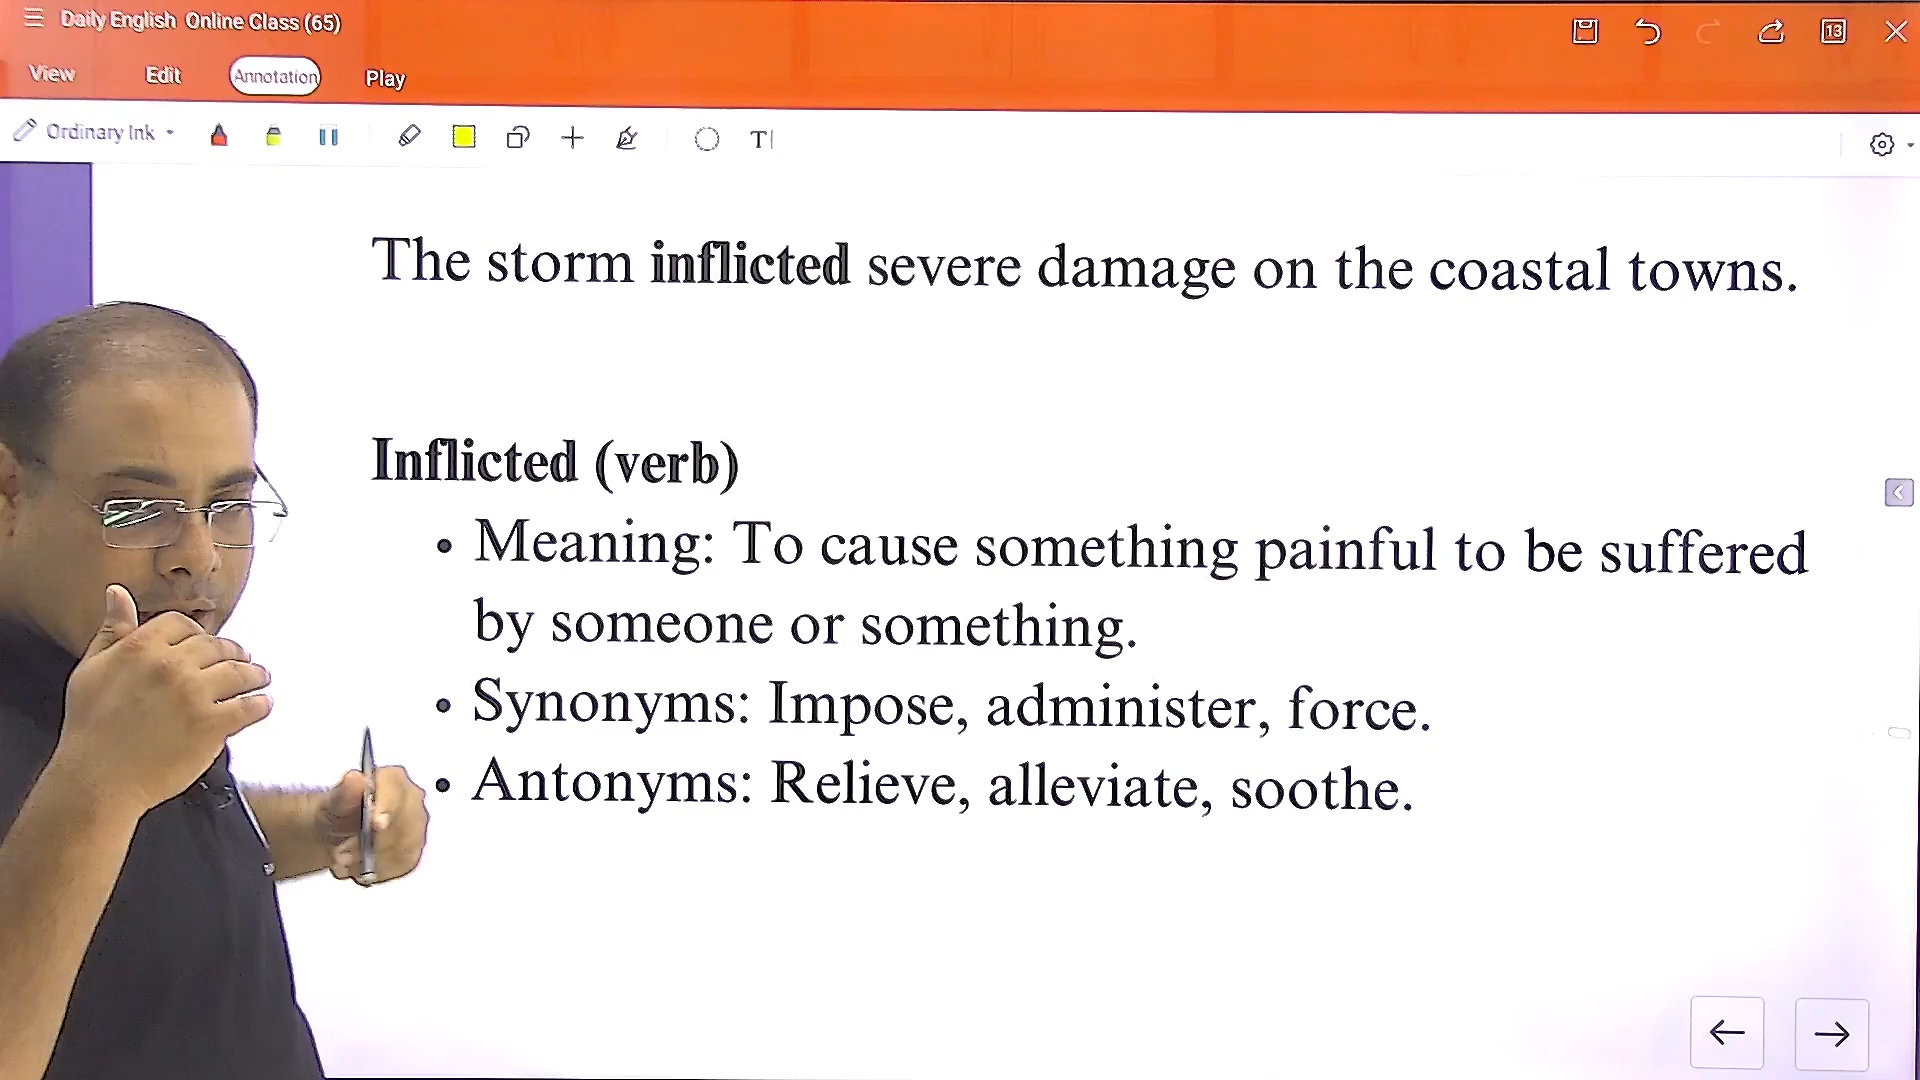 Daily English Online Class (65)
13
View Edit Annotation Play
Ordinary Ink
The storm inflicted severe damage on the coastal towns.
Inflicted (verb)
• Meaning: To cause something painful to be suffered
by someone or something.
• Synonyms: Impose, administer, force.
• Antonyms: Relieve, alleviate, soothe.